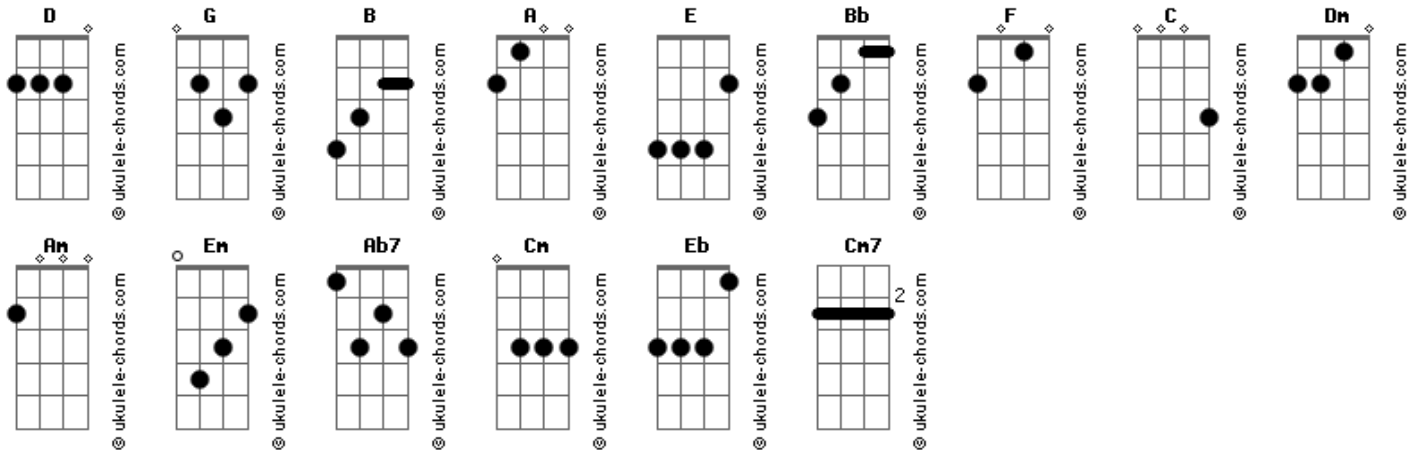 D G B A E Bb F C Dm
© ukulele-chords.com © ukulele-chords.com © ukulele-chords.com © ukulele-chords.com © ukulele-chords.com © ukulele-chords.com © ukulele-chords.com © ukulele-chords.com © ukulele-chords.com
Am Em Ab7 Cm Eb Cm7
2
© ukulele-chords.com © ukulele-chords.com © ukulele-chords.com © ukulele-chords.com © ukulele-chords.com © ukulele-chords.com